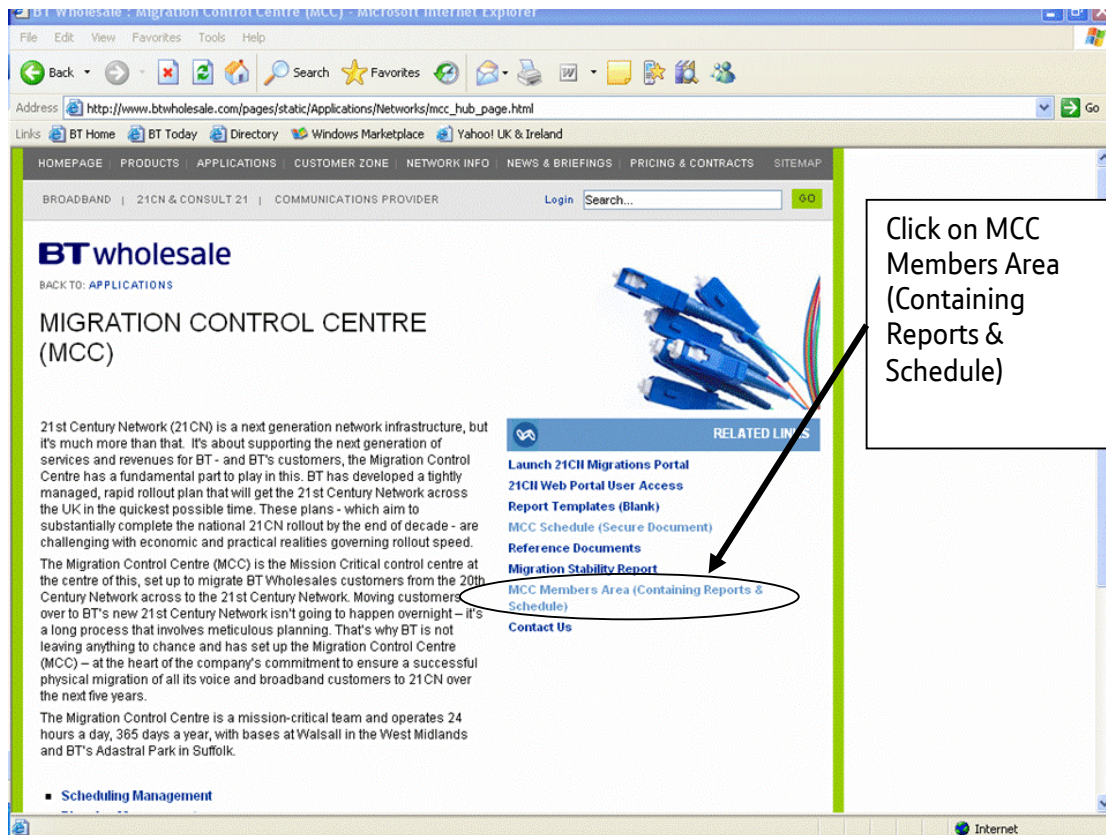 BT Wholesale : Migration Control Centre (MCC) - Microsoft Internet Explorer
File Edit View Favorites Tools Help
Back Search Favorites
Address http://www.btwholesale.com/pages/static/Applications/Networks/mcc_hub_page.html Go
Links BT Home BT Today Directory Windows Marketplace Yahoo! UK & Ireland
HOMEPAGE | PRODUCTS | APPLICATIONS | CUSTOMER ZONE | NETWORK INFO | NEWS & BRIEFINGS | PRICING & CONTRACTS SITEMAP
BROADBAND | 21CN & CONSULT 21 | COMMUNICATIONS PROVIDER Login Search... GO
BT wholesale
BACK TO: APPLICATIONS
MIGRATION CONTROL CENTRE
(MCC)
21st Century Network (21CN) is a next generation network infrastructure, but
it's much more than that. It's about supporting the next generation of
services and revenues for BT - and BT's customers, the Migration Control
Centre has a fundamental part to play in this. BT has developed a tightly
managed, rapid rollout plan that will get the 21st Century Network across
the UK in the quickest possible time. These plans - which aim to
substantially complete the national 21CN rollout by the end of decade - are
challenging with economic and practical realities governing rollout speed.
The Migration Control Centre (MCC) is the Mission Critical control centre at
the centre of this, set up to migrate BT Wholesales customers from the 20th
Century Network across to the 21st Century Network. Moving customers
over to BT's new 21st Century Network isn't going to happen overnight – it's
a long process that involves meticulous planning. That's why BT is not
leaving anything to chance and has set up the Migration Control Centre
(MCC) – at the heart of the company's commitment to ensure a successful
physical migration of all its voice and broadband customers to 21CN over
the next five years.
The Migration Control Centre is a mission-critical team and operates 24
hours a day, 365 days a year, with bases at Walsall in the West Midlands
and BT's Adastral Park in Suffolk.
Scheduling Management
RELATED LINKS
Launch 21CN Migrations Portal
21CN Web Portal User Access
Report Templates (Blank)
MCC Schedule (Secure Document)
Reference Documents
Migration Stability Report
MCC Members Area (Containing Reports &
Schedule)
Contact Us
Click on MCC
Members Area
(Containing
Reports &
Schedule)
Internet